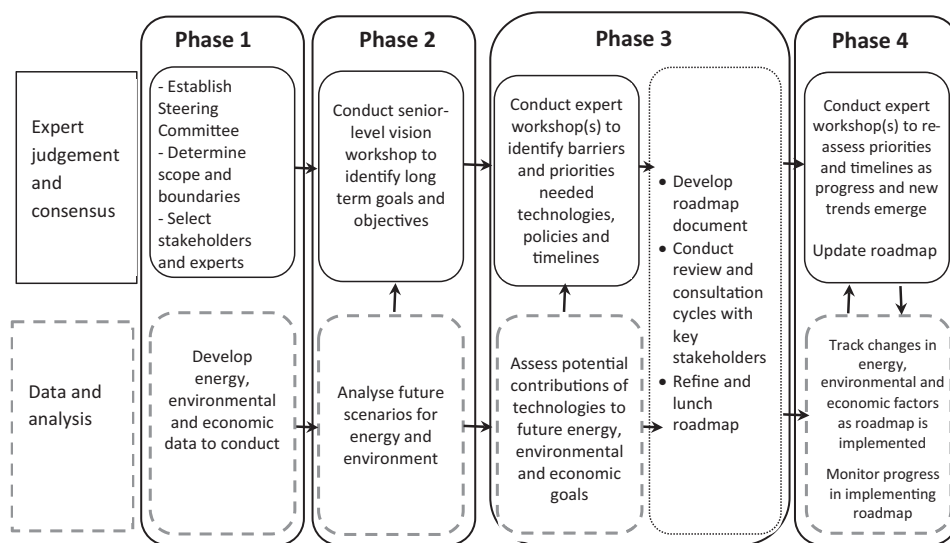 Phase 1
Phase 2
Phase 3
Phase 4
Expert
judgement and
consensus
- Establish
Steering
Committee
- Determine
scope and
boundaries
- Select
stakeholders
and experts
Conduct senior-
level vision
workshop to
identify long
term goals and
objectives
Conduct expert
workshop(s) to
identify barriers
and priorities
needed
technologies,
policies and
timelines
• Develop
roadmap
document
• Conduct
review and
consultation
cycles with
key
stakeholders
• Refine and
lunch
roadmap
Conduct expert
workshop(s) to re-
assess priorities
and timelines as
progress and new
trends emerge
Update roadmap
Data and
analysis
Develop
energy,
environmental
and economic
data to conduct
Analyse future
scenarios for
energy and
environment
Assess potential
contributions of
technologies to
future energy,
environmental
and economic
goals
Track changes in
energy,
environmental and
economic factors
as roadmap is
implemented
Monitor progress
in implementing
roadmap